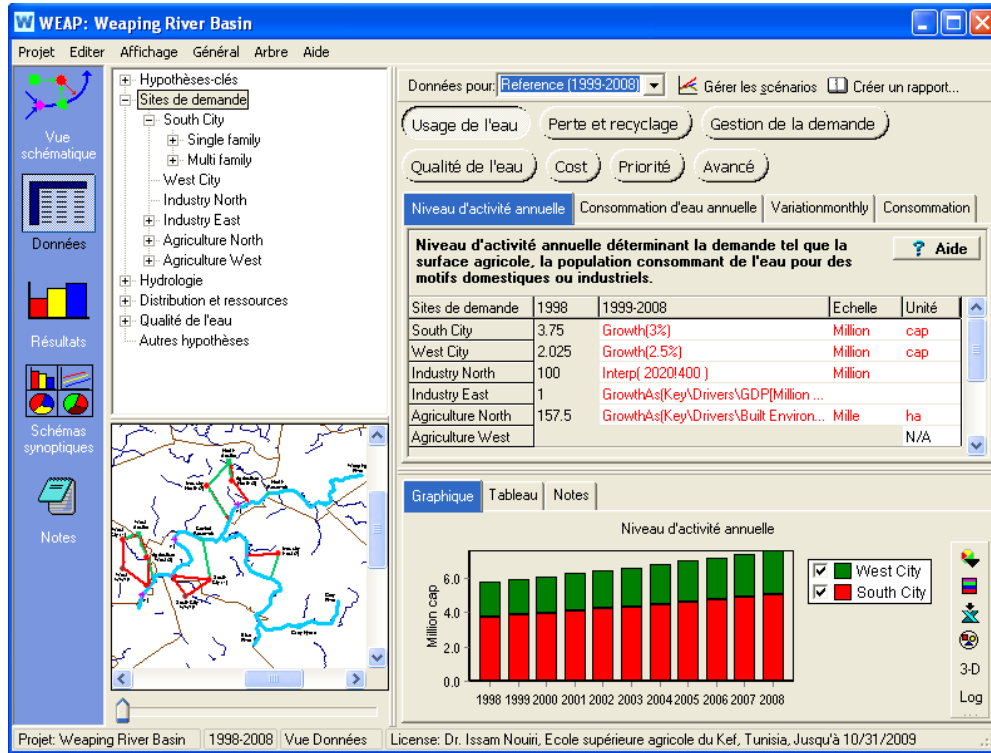 WEAP: Weaping River Basin
Projet Editer Affichage Général Arbre Aide
Vue schématique
Données
Résultats
Schémas synoptiques
Notes
Hypothèses-clés
Sites de demande
South City
Single family
Multi family
West City
Industry North
Industry East
Agriculture North
Agriculture West
Hydrologie
Distribution et ressources
Qualité de l'eau
Autres hypothèses
Données pour: Reference (1999-2008) Gérer les scénarios Créer un rapport...
Usage de l'eau Perte et recyclage Gestion de la demande
Qualité de l'eau Cost Priorité Avancé
Niveau d'activité annuelle Consommation d'eau annuelle Variationmonthly Consommation
Niveau d'activité annuelle déterminant la demande tel que la
surface agricole, la population consommant de l'eau pour des
motifs domestiques ou industriels.
? Aide
Sites de demande 1998 1999-2008 Echelle Unité
South City 3.75 Growth(3%) Million cap
West City 2.025 Growth(2.5%) Million cap
Industry North 100 Interp( 2020!400 ) Million
Industry East 1 GrowthAs(Key\Drivers\GDP[Million ...
Agriculture North 157.5 GrowthAs(Key\Drivers\Built Environ... Mille ha
Agriculture West N/A
Graphique Tableau Notes
Niveau d'activité annuelle
Million cap
6.0
4.0
2.0
0.0
1998 1999 2000 2001 2002 2003 2004 2005 2006 2007 2008
West City
South City
3-D
Log
...
Projet: Weaping River Basin 1998-2008 Vue Données License: Dr. Issam Nouiri, Ecole supérieure agricole du Kef, Tunisia, Jusqu'à 10/31/2009